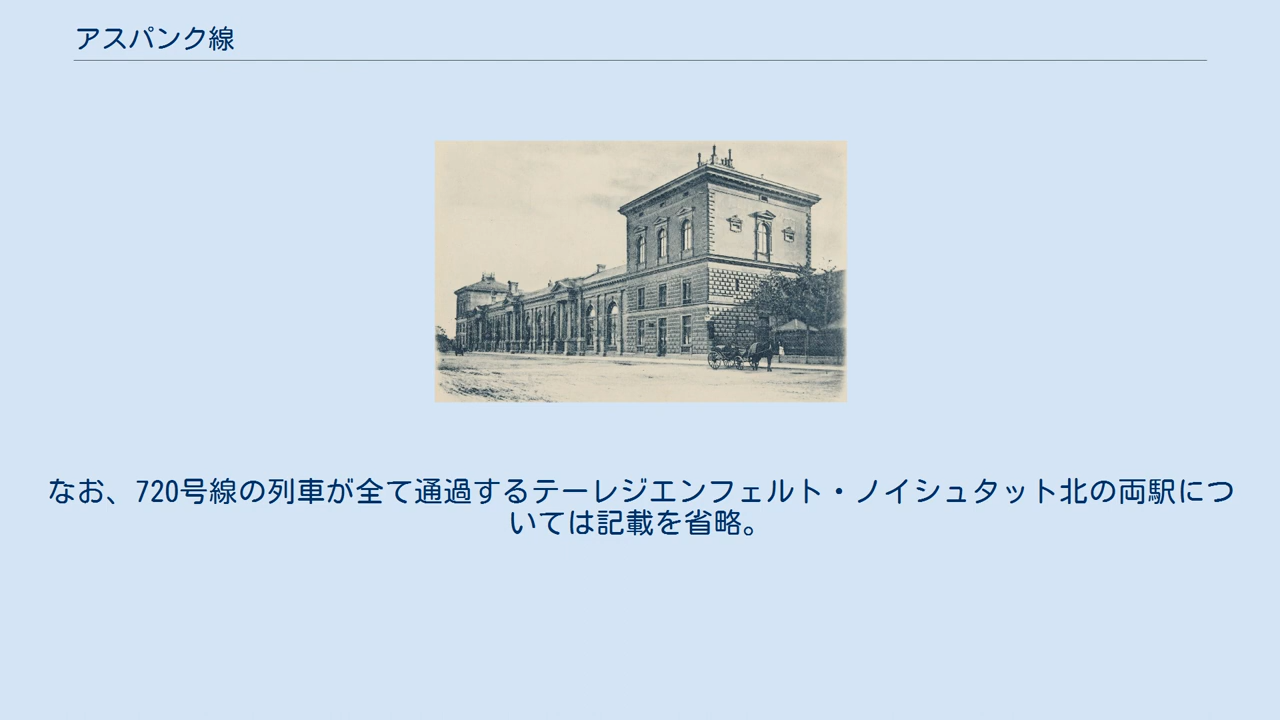 アスパンク線
なお、720号線の列車が全て通過するテーレジエンフェルト・ノイシュタット北の両駅につ
いては記載を省略。